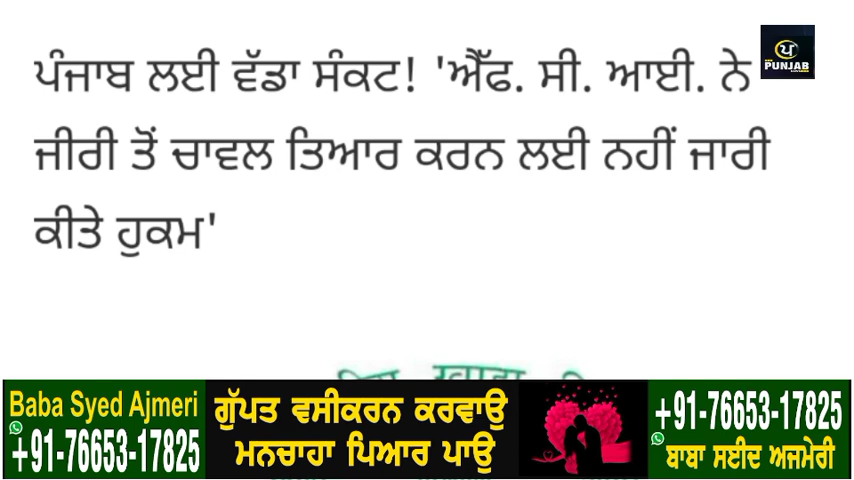 ਪੰਜਾਬ ਲਈ ਵੱਡਾ ਸੰਕਟ! 'ਐੱਫ. ਸੀ. ਆਈ. ਨੇ
ਜੀਰੀ ਤੋਂ ਚਾਵਲ ਤਿਆਰ ਕਰਨ ਲਈ ਨਹੀਂ ਜਾਰੀ
ਕੀਤੇ ਹੁਕਮ'
ਪ
PUNJAB
Baba Syed Ajmeri
+91-76653-17825
ਗੁੱਪਤ ਵਸੀਕਰਨ ਕਰਵਾਉ
ਮਨਚਾਹਾ ਪਿਆਰ ਪਾਉ
+91-76653-17825
ਬਾਬਾ ਸਈਦ ਅਜਮੇਰੀ